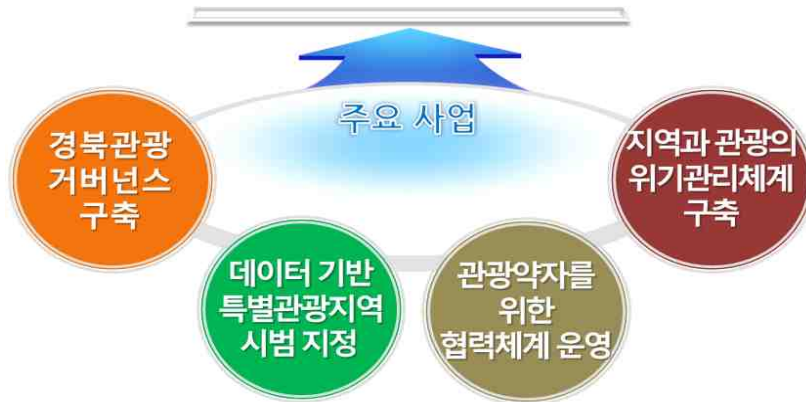 주요 사업
경북관광
거버넌스
구축
데이터 기반
특별관광지역
시범 지정
관광약자를
위한
협력체계 운영
지역과 관광의
위기관리체계
구축